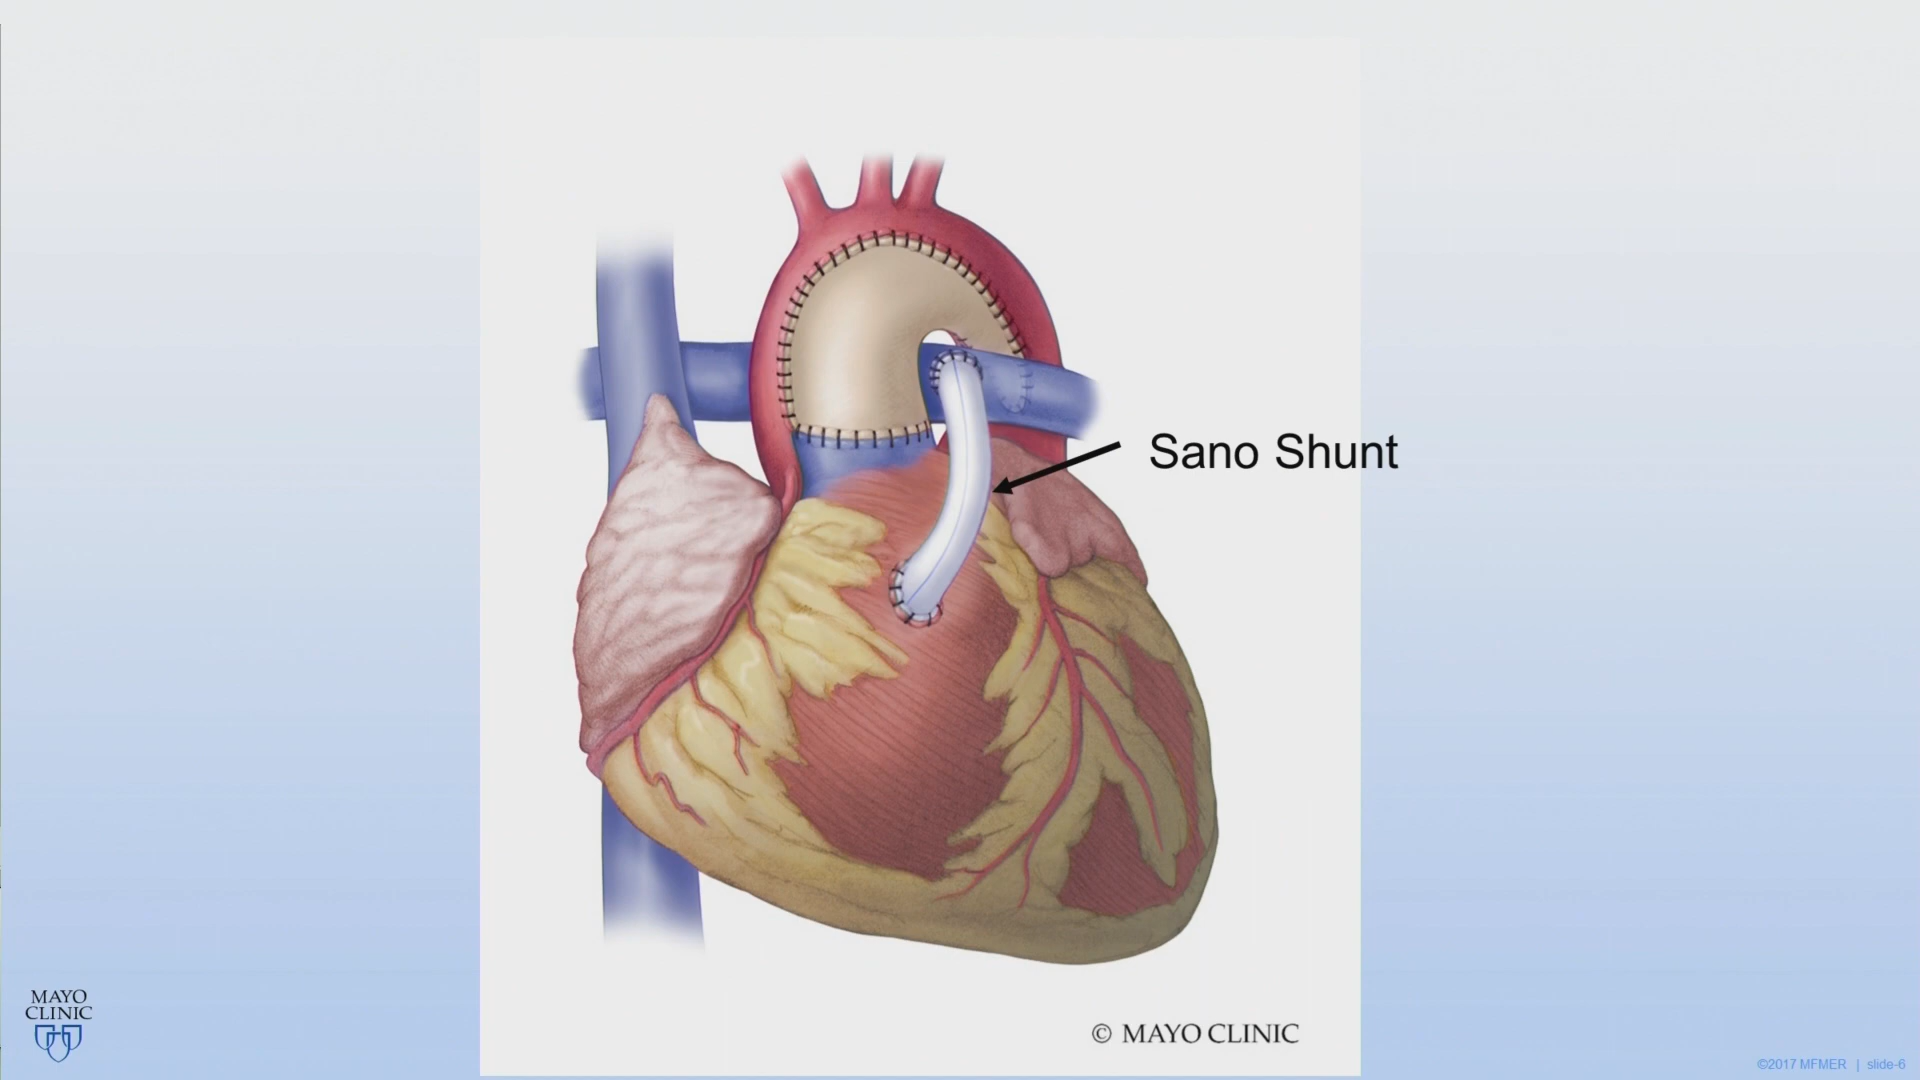 Sano Shunt
MAYO
CLINIC
© MAYO CLINIC
©2017 MFMER | slide-6